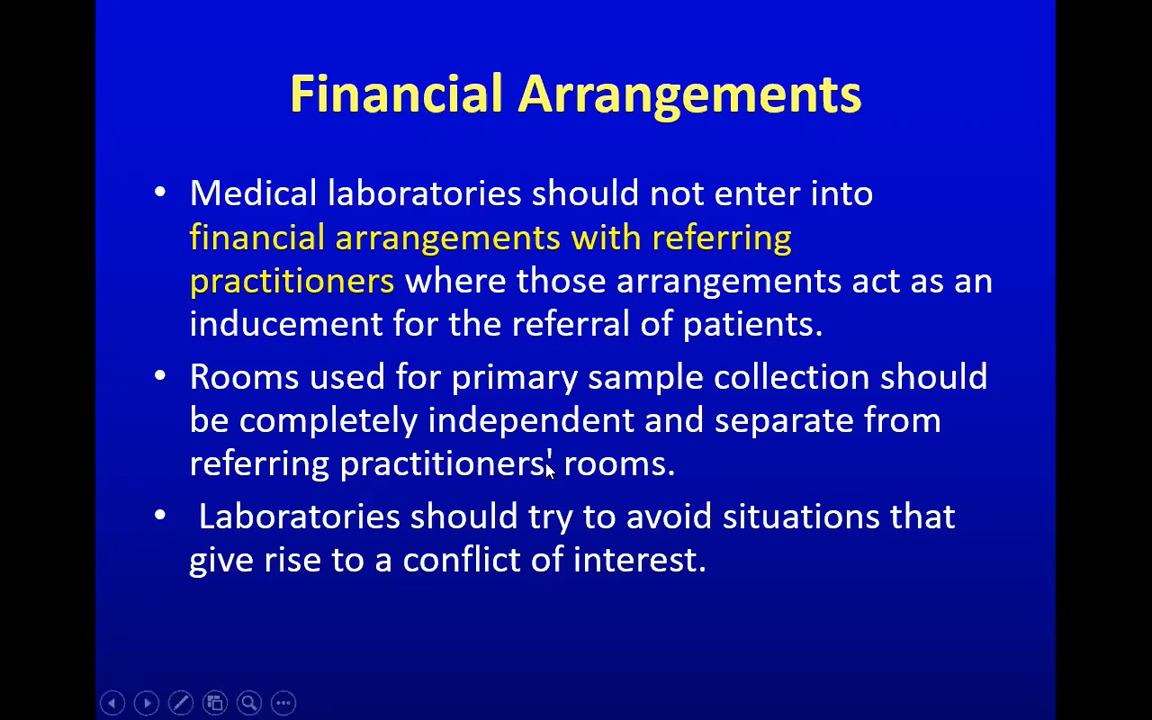 Financial Arrangements
• Medical laboratories should not enter into
financial arrangements with referring
practitioners where those arrangements act as an
inducement for the referral of patients.
• Rooms used for primary sample collection should
be completely independent and separate from
referring practitioners' rooms.
• Laboratories should try to avoid situations that
give rise to a conflict of interest.